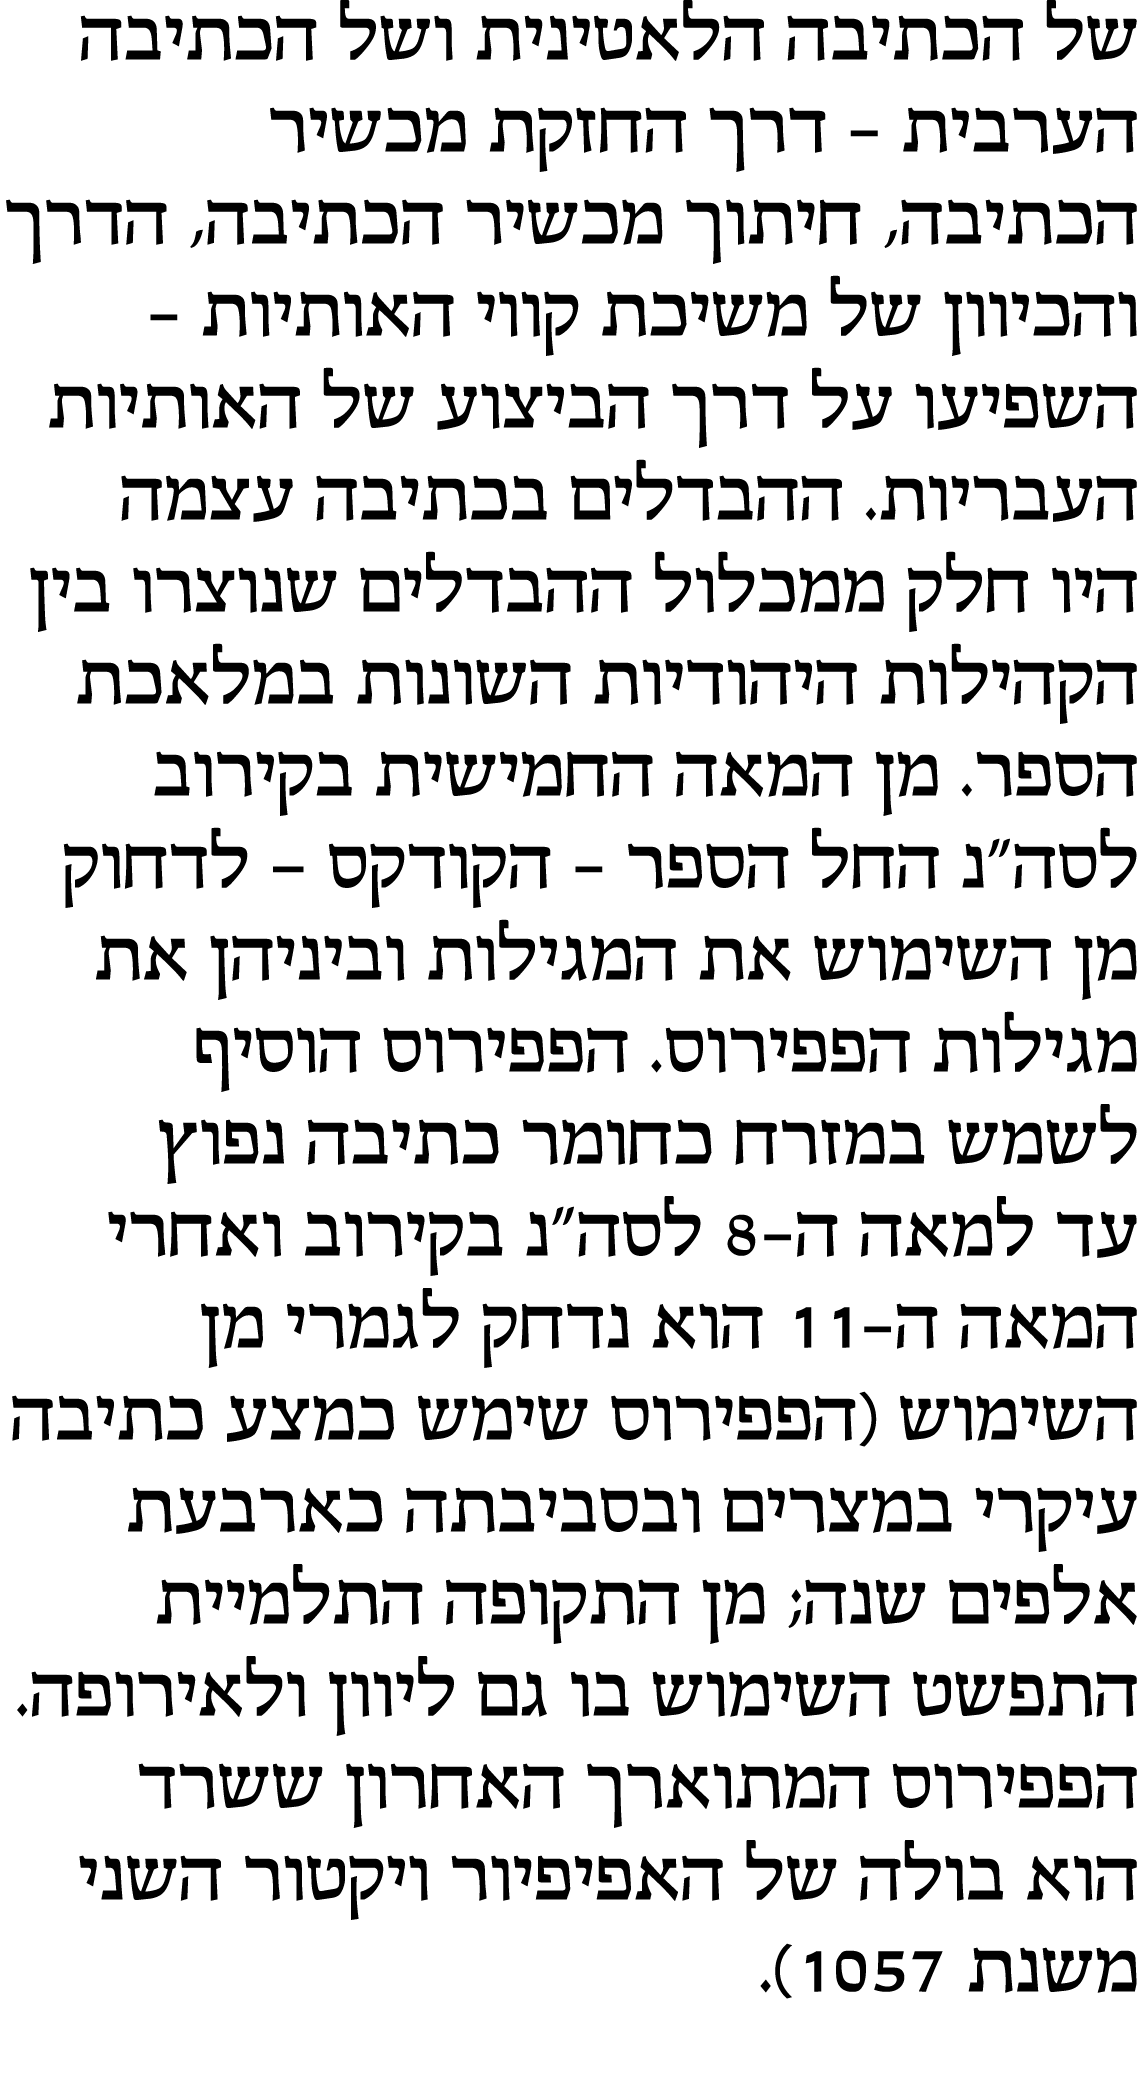 של הכתיבה הלאטינית ושל הכתיבה
הערבית – דרך החזקת מכשיר
הכתיבה, חיתוך מכשיר הכתיבה, הדרך
והכיוון של משיכת קווי האותיות –
השפיעו על דרך הביצוע של האותיות
העבריות. ההבדלים בכתיבה עצמה
היו חלק ממכלול ההבדלים שנוצרו בין
הקהילות היהודיות השונות במלאכת
הספר. מן המאה החמישית בקירוב
לסה"נ החל הספר – הקודקס – לדחוק
מן השימוש את המגילות וביניהן את
מגילות הפפירוס. הפפירוס הוסיף
לשמש במזרח כחומר כתיבה נפוץ
עד למאה ה-8 לסה"נ בקירוב ואחרי
המאה ה-11 הוא נדחק לגמרי מן
השימוש (הפפירוס שימש כמצע כתיבה
עיקרי במצרים ובסביבתה כארבעת
אלפים שנה; מן התקופה התלמיית
התפשט השימוש בו גם ליוון ולאירופה.
הפפירוס המתוארך האחרון ששרד
הוא בולה של האפיפיור ויקטור השני
משנת 1057).